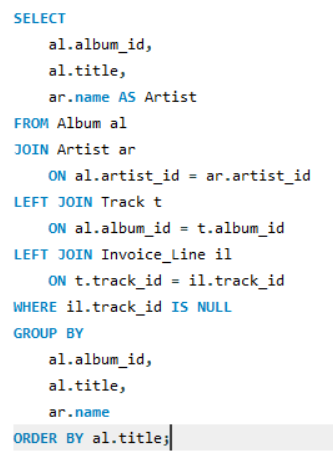 SELECT
    al.album_id,
    al.title,
    ar.name AS Artist
FROM Album al
JOIN Artist ar
    ON al.artist_id = ar.artist_id
LEFT JOIN Track t
    ON al.album_id = t.album_id
LEFT JOIN Invoice_Line il
    ON t.track_id = il.track_id
WHERE il.track_id IS NULL
GROUP BY
    al.album_id,
    al.title,
    ar.name
ORDER BY al.title;